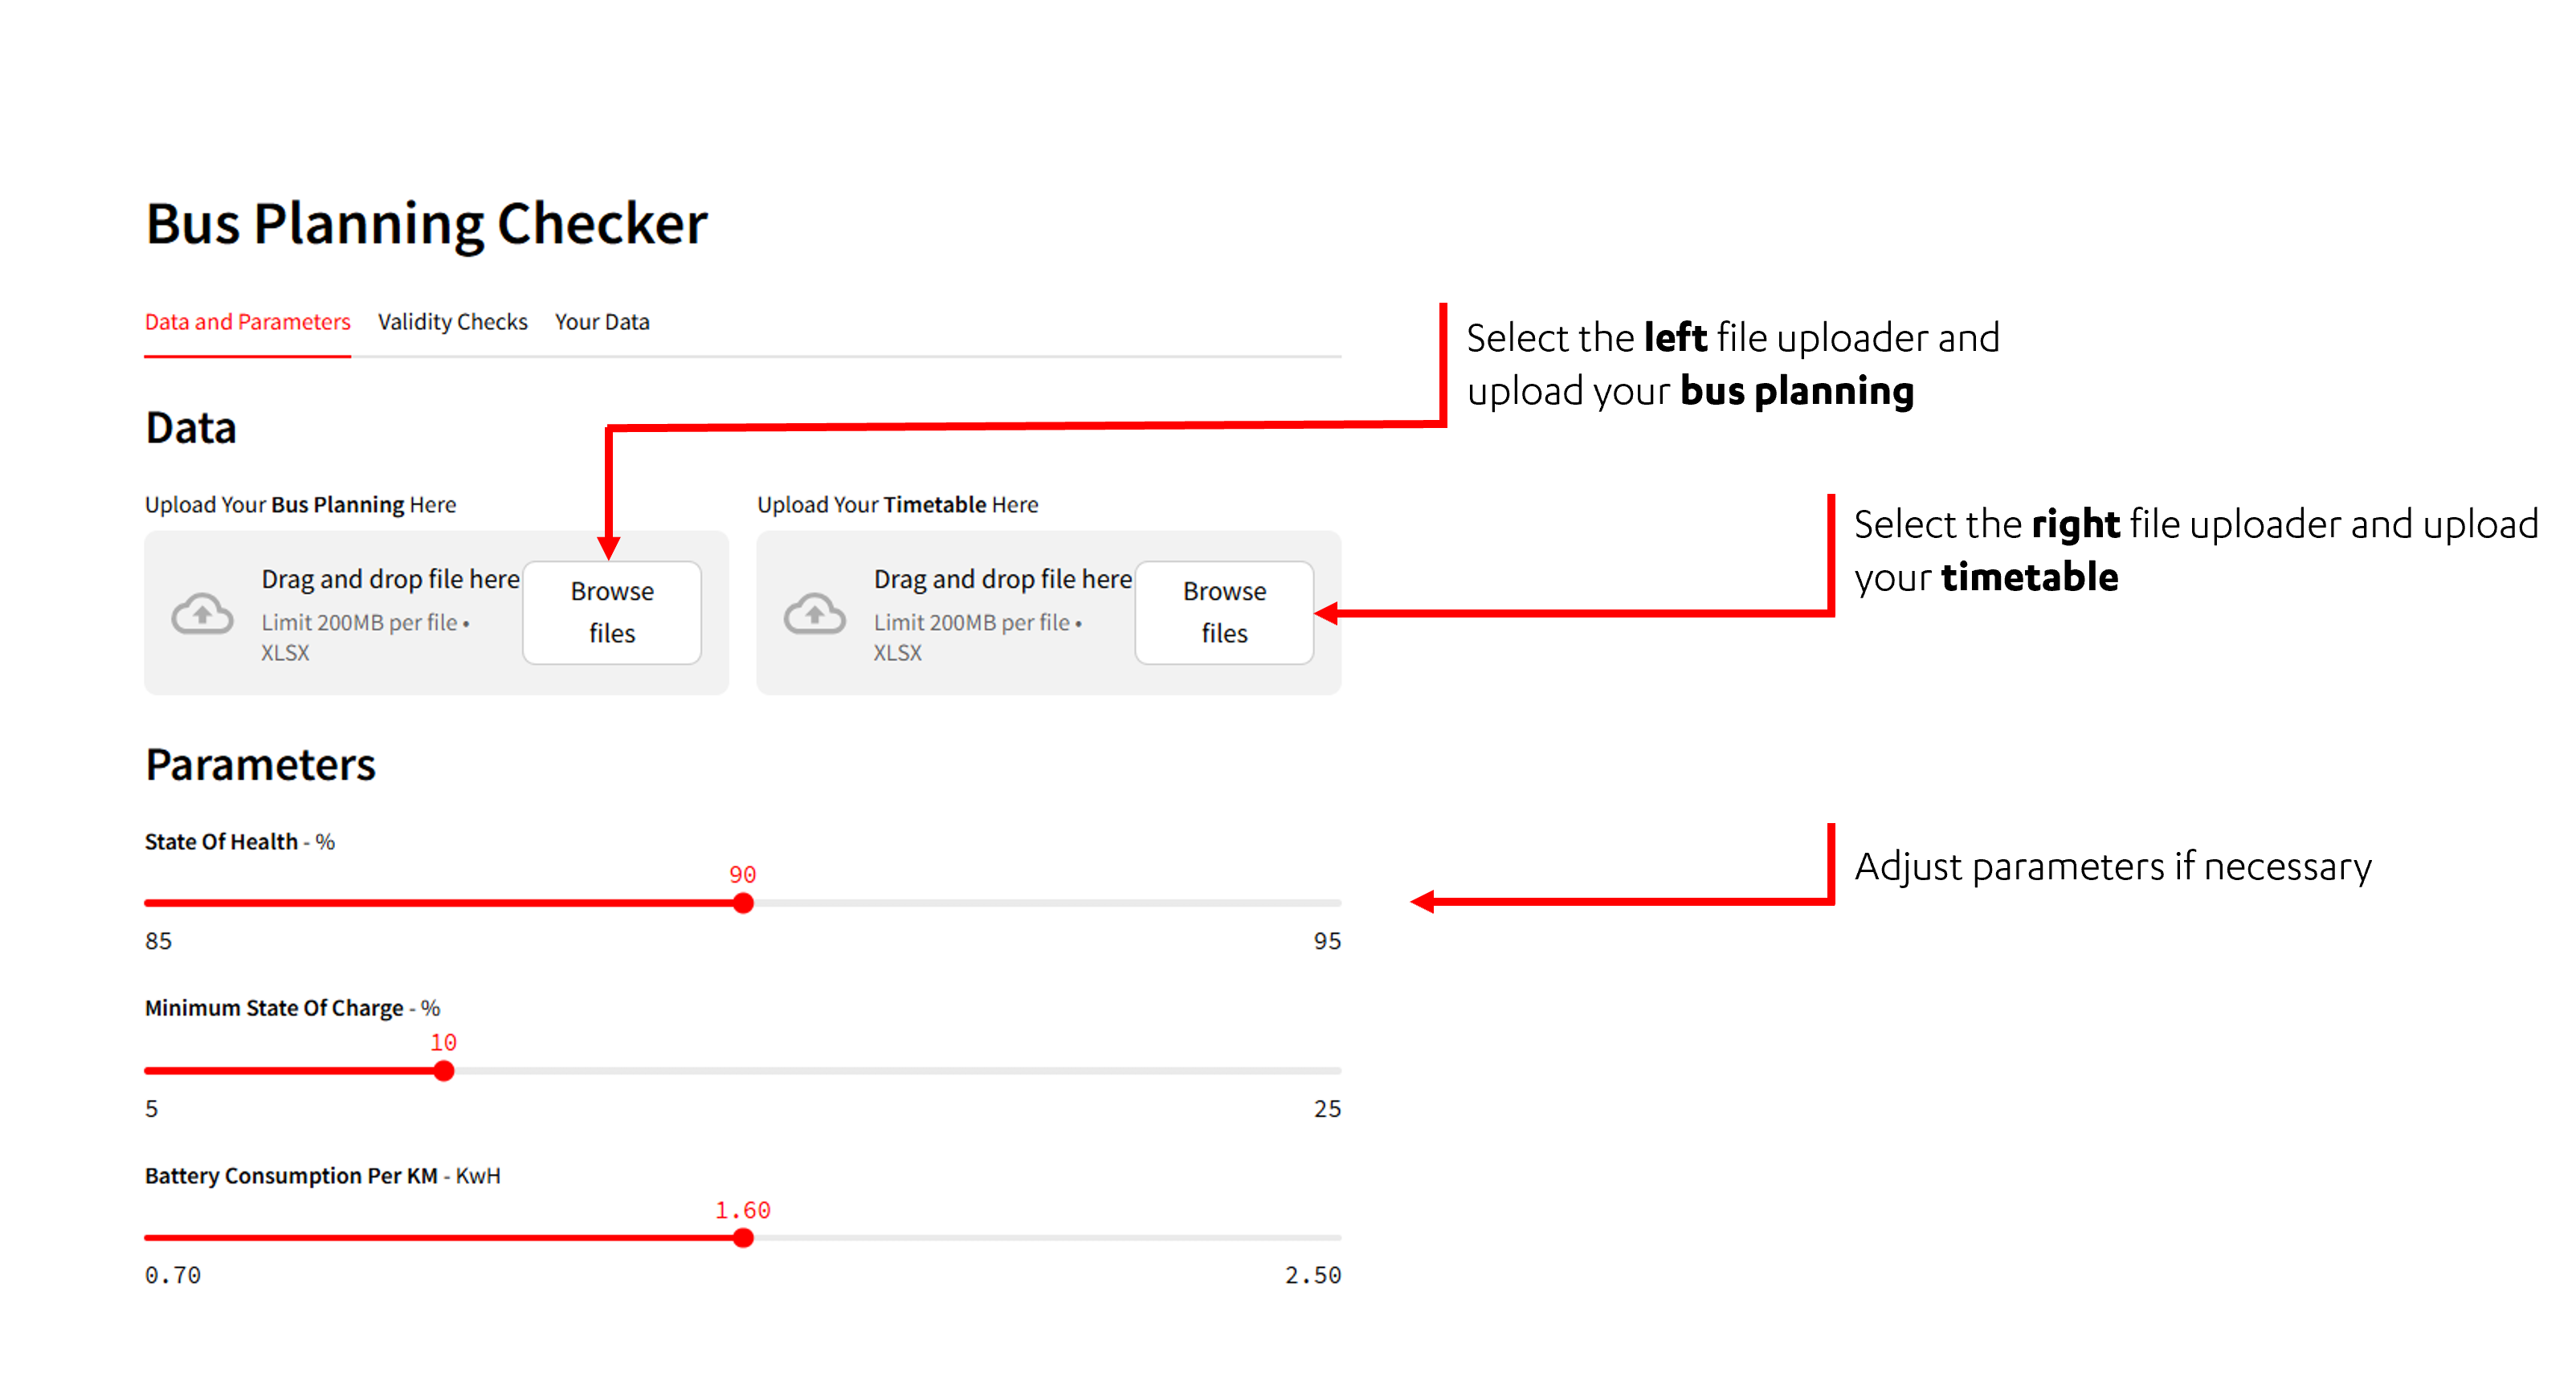 Bus Planning Checker
Data and Parameters Validity Checks Your Data
Select the left file uploader and
upload your bus planning
Data
Upload Your Bus Planning Here
Drag and drop file here
Limit 200MB per file •
XLSX
Browse
files
Upload Your Timetable Here
Drag and drop file here
Limit 200MB per file •
XLSX
Browse
files
Select the right file uploader and upload
your timetable
Parameters
State Of Health - %
90
85 95
Adjust parameters if necessary
Minimum State Of Charge - %
10
5 25
Battery Consumption Per KM - KwH
1.60
0.70 2.50